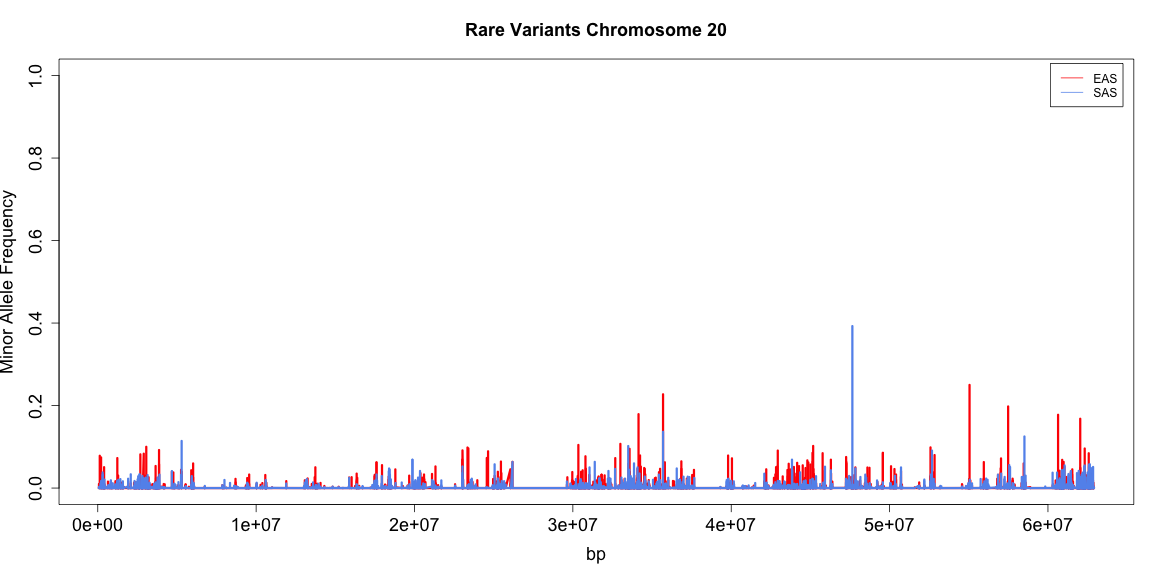 Rare Variants Chromosome 20
EAS
SAS
Minor Allele Frequency
1.0
0.8
0.6
0.4
0.2
0.0
0e+00 1e+07 2e+07 3e+07 4e+07 5e+07 6e+07
bp